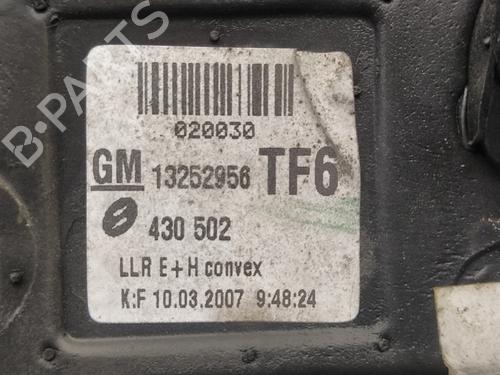 020030
GM 13252956 TF6
430 502
LLR E+H convex
K:F 10.03.2007 9:48:24
B-PARTS